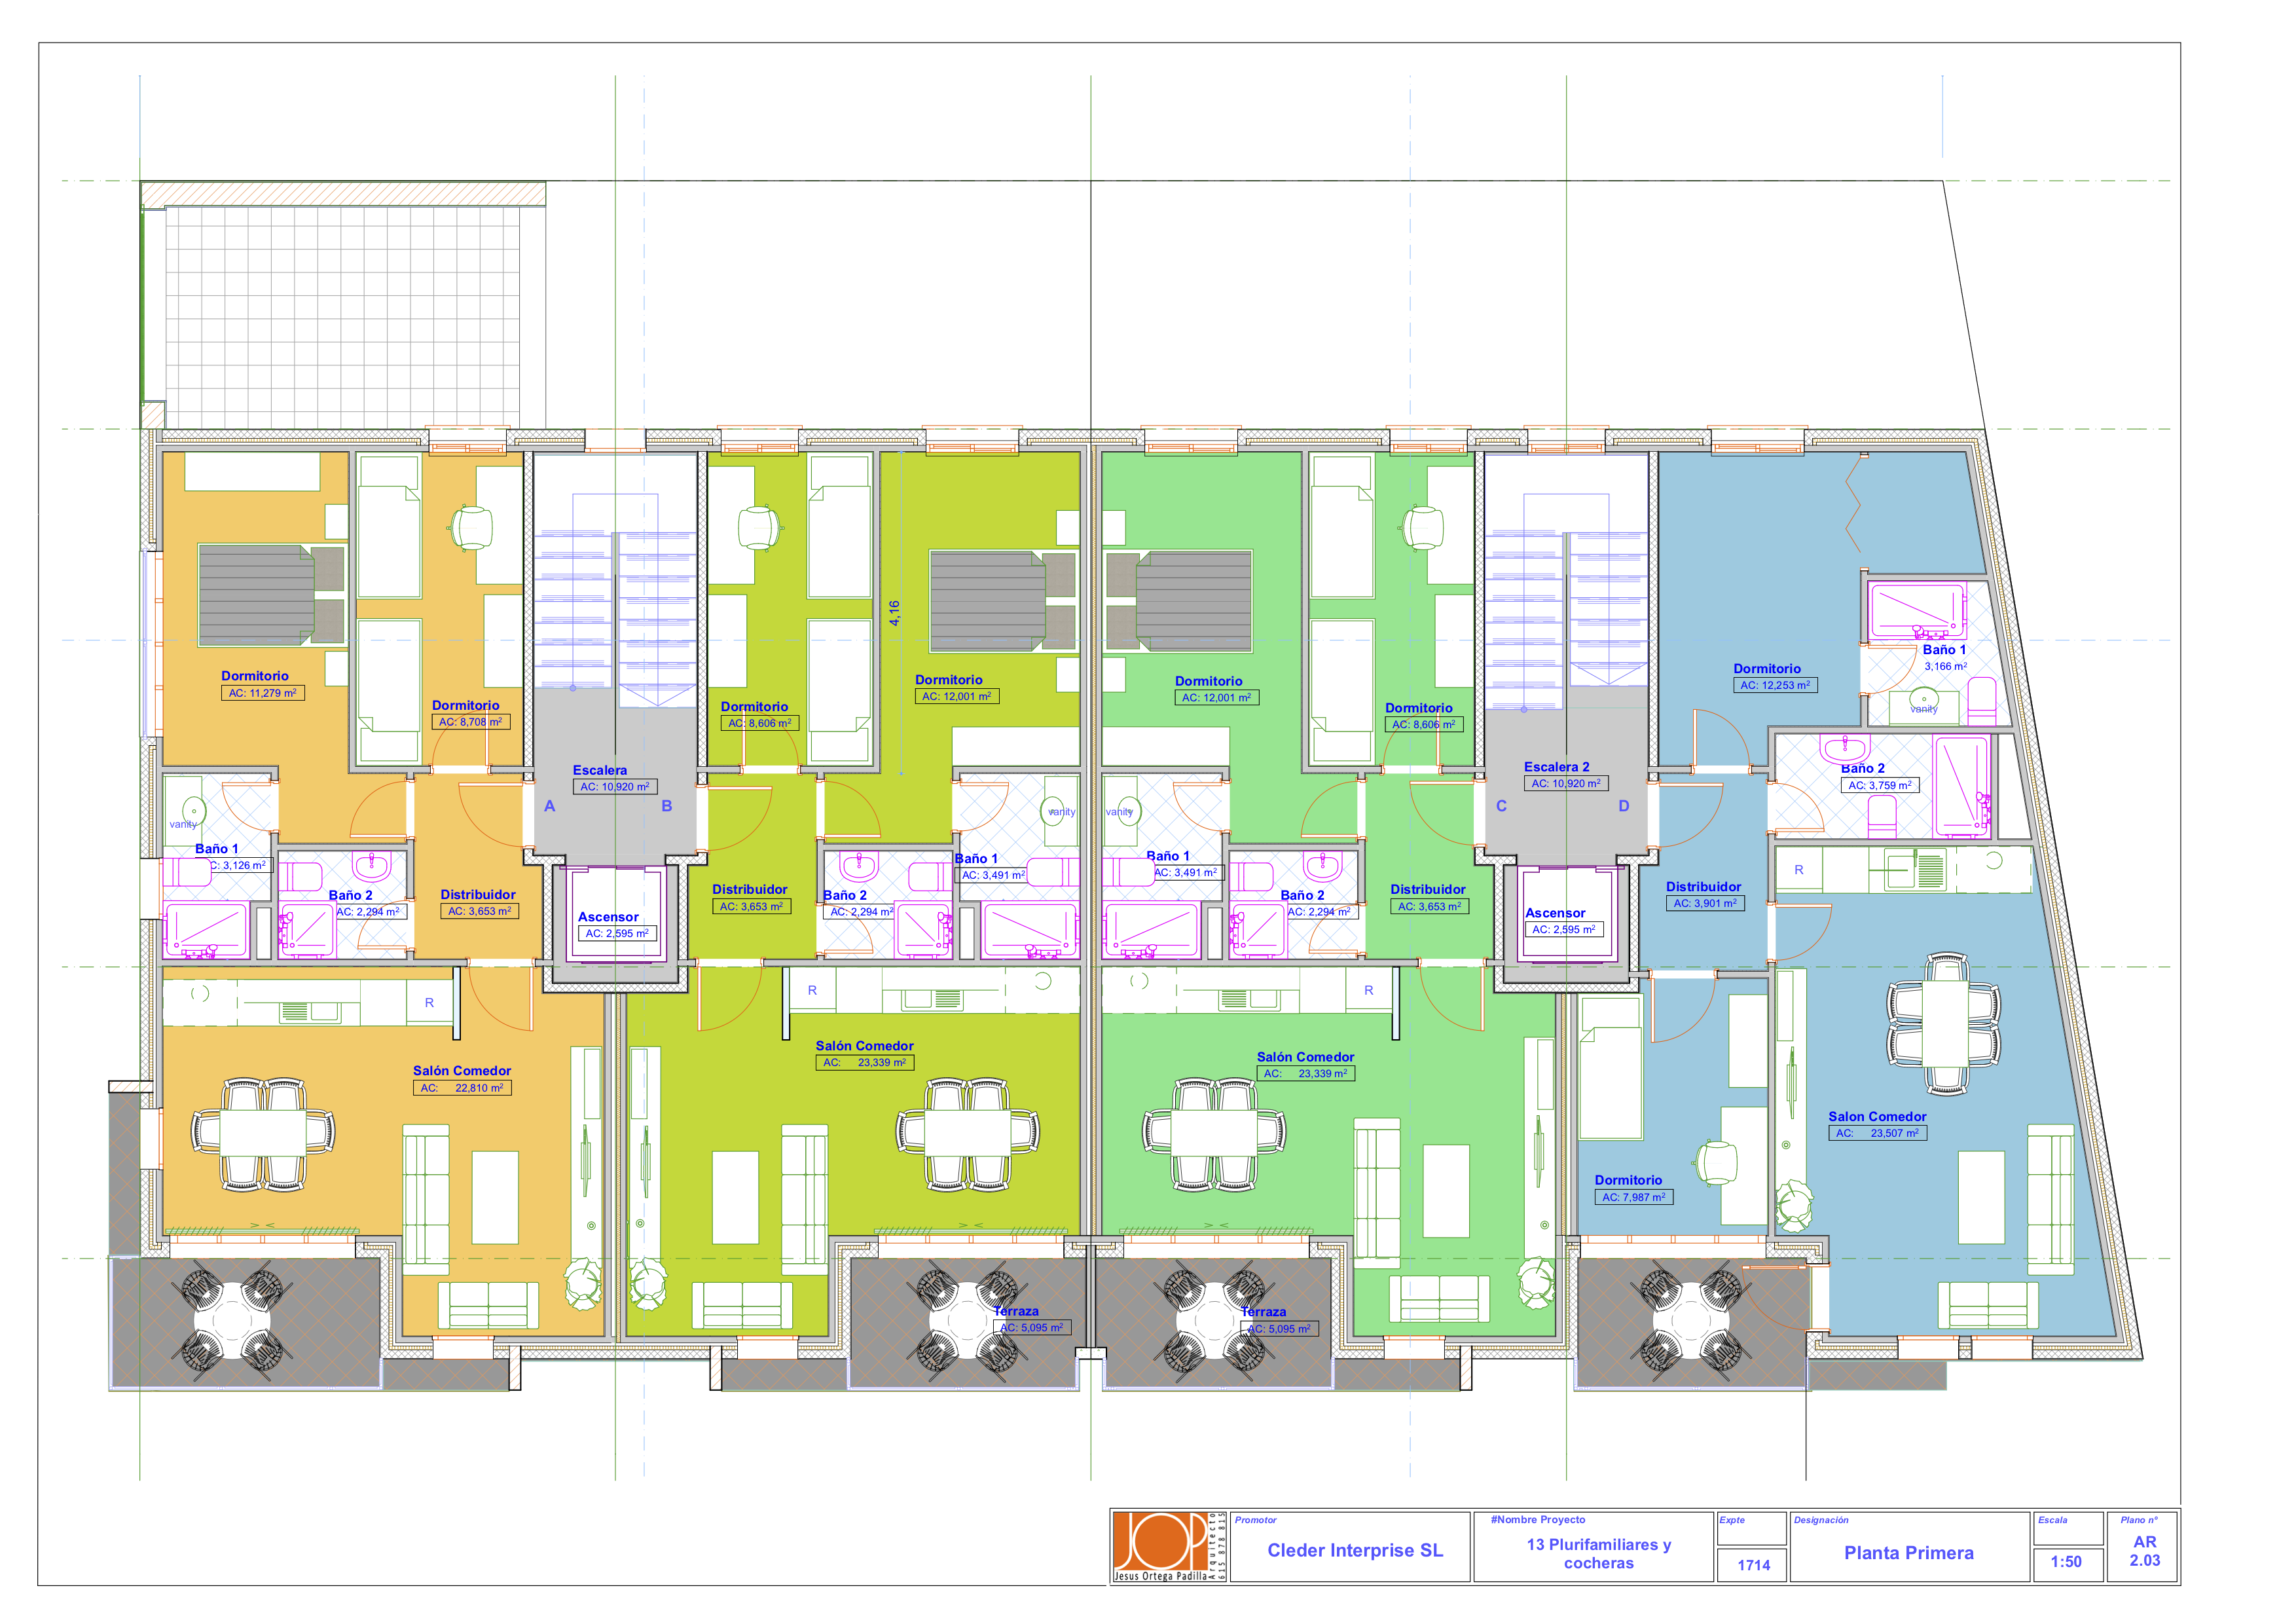 4,16
Dormitorio
AC: 11,279 m²
Dormitorio
AC: 8,708 m²
Dormitorio
AC: 8,606 m²
Dormitorio
AC: 12,001 m²
Dormitorio
AC: 12,001 m²
Dormitorio
AC: 8,606 m²
Dormitorio
AC: 12,253 m²
Baño 1
3,166 m²
vanity
Escalera
AC: 10,920 m²
A
B
Escalera 2
AC: 10,920 m²
C
D
Baño 2
AC: 3,759 m²
vanity
Baño 1
C: 3,126 m²
Baño 2
AC: 2,294 m²
Distribuidor
AC: 3,653 m²
Ascensor
AC: 2,595 m²
Distribuidor
AC: 3,653 m²
Baño 2
AC: 2,294 m²
vanity
Baño 1
AC: 3,491 m²
vanity
Baño 1
AC: 3,491 m²
Baño 2
AC: 2,294 m²
Distribuidor
AC: 3,653 m²
Ascensor
AC: 2,595 m²
Distribuidor
AC: 3,901 m²
R
R
R
R
Salón Comedor
AC: 22,810 m²
Salón Comedor
AC: 23,339 m²
Salón Comedor
AC: 23,339 m²
Salon Comedor
AC: 23,507 m²
Dormitorio
AC: 7,987 m²
Terraza
AC: 5,095 m²
Terraza
AC: 5,095 m²
JOP
Arquitecto
615 878 815
Jesus Ortega Padilla
Promotor
Cleder Interprise SL
#Nombre Proyecto
13 Plurifamiliares y
cocheras
Expte
1714
Designación
Planta Primera
Escala
1:50
Plano nº
AR
2.03